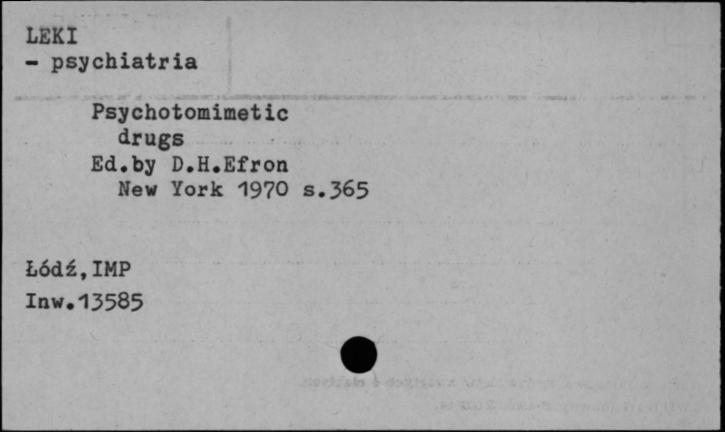 LEKI
- psychiatria
Psychotomimetic
drugs
Ed.by D.H.Efron
New York 1970 s.365
Łódź,IMP
Inw.13585